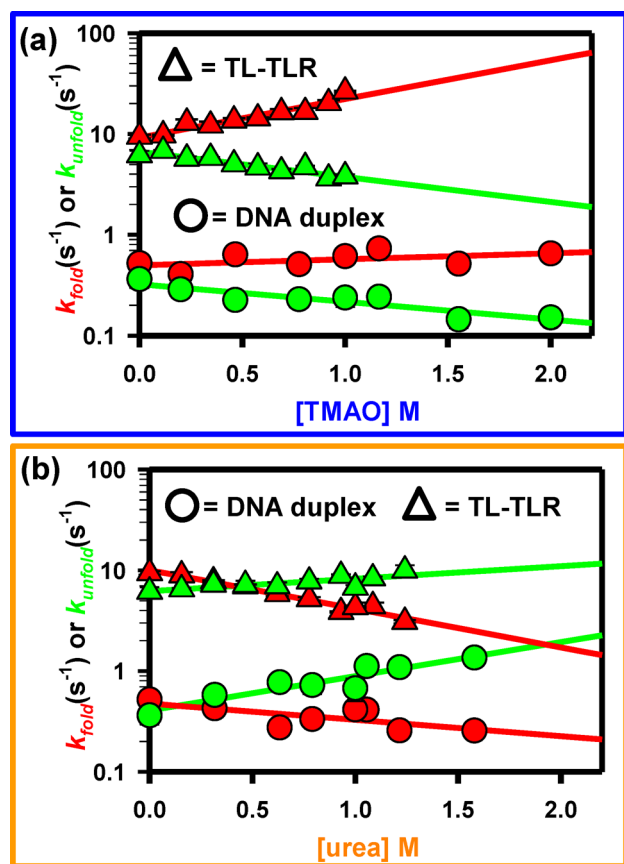 (a)
100
10
1
0.1
k_fold(s⁻¹) or k_unfold(s⁻¹)
△ = TL-TLR
○ = DNA duplex
0.0 0.5 1.0 1.5 2.0
[TMAO] M
(b)
100
10
1
0.1
k_fold(s⁻¹) or k_unfold(s⁻¹)
○ = DNA duplex △ = TL-TLR
0.0 0.5 1.0 1.5 2.0
[urea] M